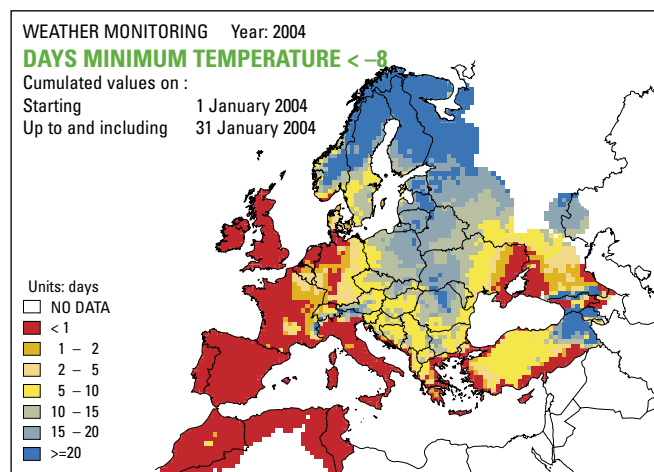 WEATHER MONITORING Year: 2004
DAYS MINIMUM TEMPERATURE < –8
Cumulated values on :
Starting 1 January 2004
Up to and including 31 January 2004
Units: days
NO DATA
< 1
1 – 2
2 – 5
5 – 10
10 – 15
15 – 20
>=20